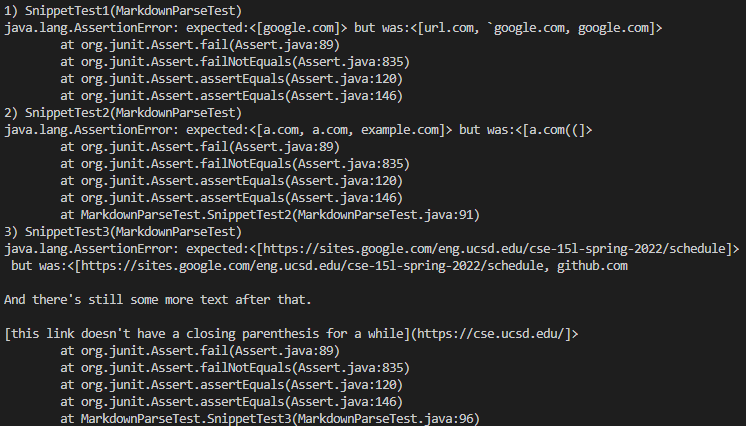 1) SnippetTest1(MarkdownParseTest)
java.lang.AssertionError: expected:<[google.com]> but was:<[url.com, `google.com, google.com]>
        at org.junit.Assert.fail(Assert.java:89)
        at org.junit.Assert.failNotEquals(Assert.java:835)
        at org.junit.Assert.assertEquals(Assert.java:120)
        at org.junit.Assert.assertEquals(Assert.java:146)
2) SnippetTest2(MarkdownParseTest)
java.lang.AssertionError: expected:<[a.com, a.com, example.com]> but was:<[a.com((]>
        at org.junit.Assert.fail(Assert.java:89)
        at org.junit.Assert.failNotEquals(Assert.java:835)
        at org.junit.Assert.assertEquals(Assert.java:120)
        at org.junit.Assert.assertEquals(Assert.java:146)
        at MarkdownParseTest.SnippetTest2(MarkdownParseTest.java:91)
3) SnippetTest3(MarkdownParseTest)
java.lang.AssertionError: expected:<[https://sites.google.com/eng.ucsd.edu/cse-15l-spring-2022/schedule]>
 but was:<[https://sites.google.com/eng.ucsd.edu/cse-15l-spring-2022/schedule, github.com

And there's still some more text after that.

[this link doesn't have a closing parenthesis for a while](https://cse.ucsd.edu/]>
        at org.junit.Assert.fail(Assert.java:89)
        at org.junit.Assert.failNotEquals(Assert.java:835)
        at org.junit.Assert.assertEquals(Assert.java:120)
        at org.junit.Assert.assertEquals(Assert.java:146)
        at MarkdownParseTest.SnippetTest3(MarkdownParseTest.java:96)